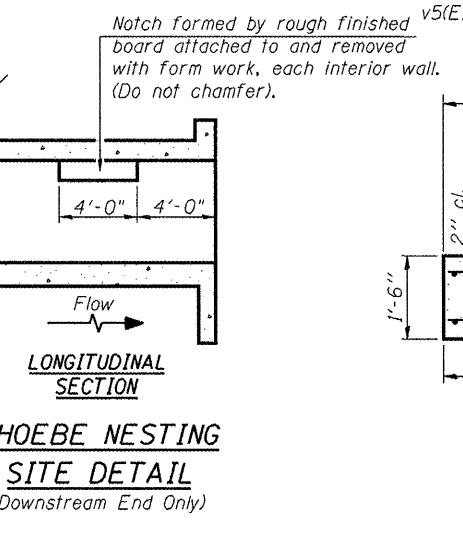 Notch formed by rough finished
board attached to and removed
with form work, each interior wall.
(Do not chamfer).
v5(E
4'-0"
4'-0"
2" cl.
1'-6"
Flow
LONGITUDINAL
SECTION
HOEBE NESTING
SITE DETAIL
Downstream End Only)